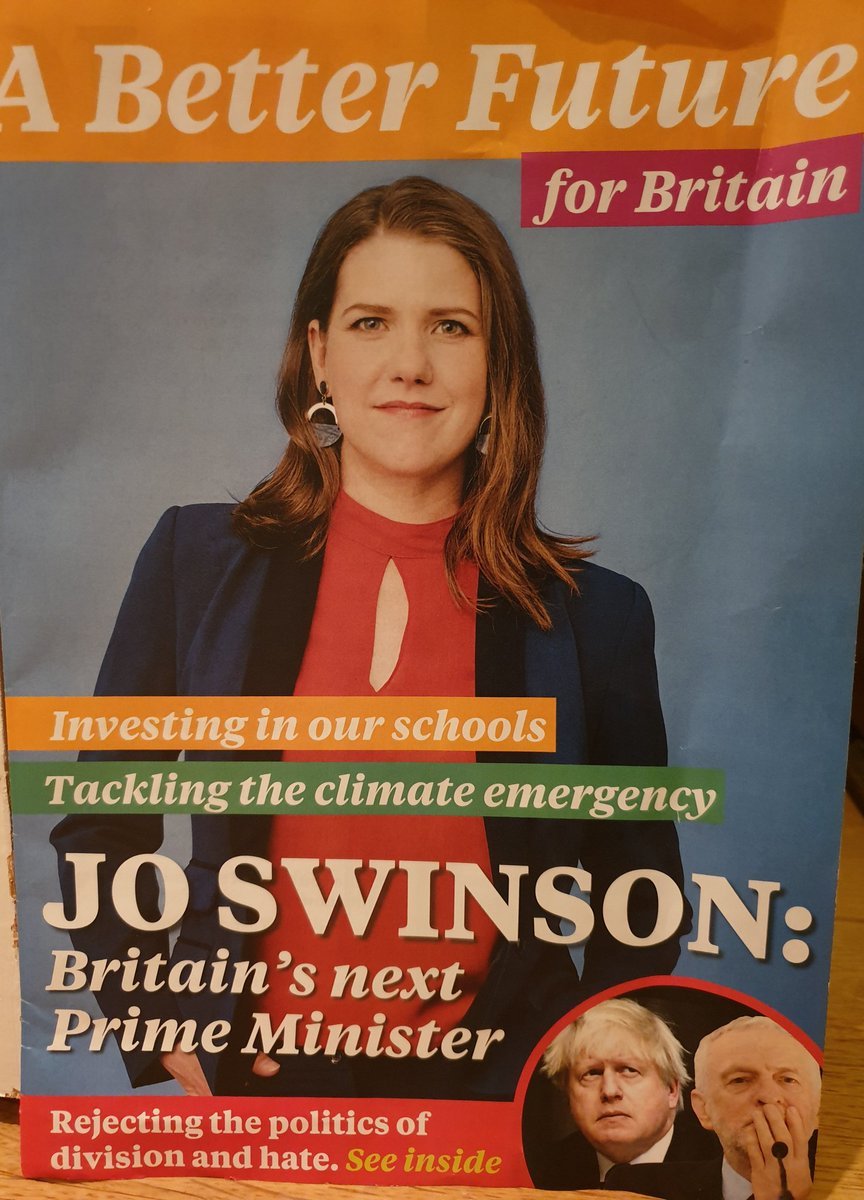 A Better Future
for Britain
Investing in our schools
Tackling the climate emergency
JO SWINSON:
Britain's next
Prime Minister
Rejecting the politics of
division and hate. See inside